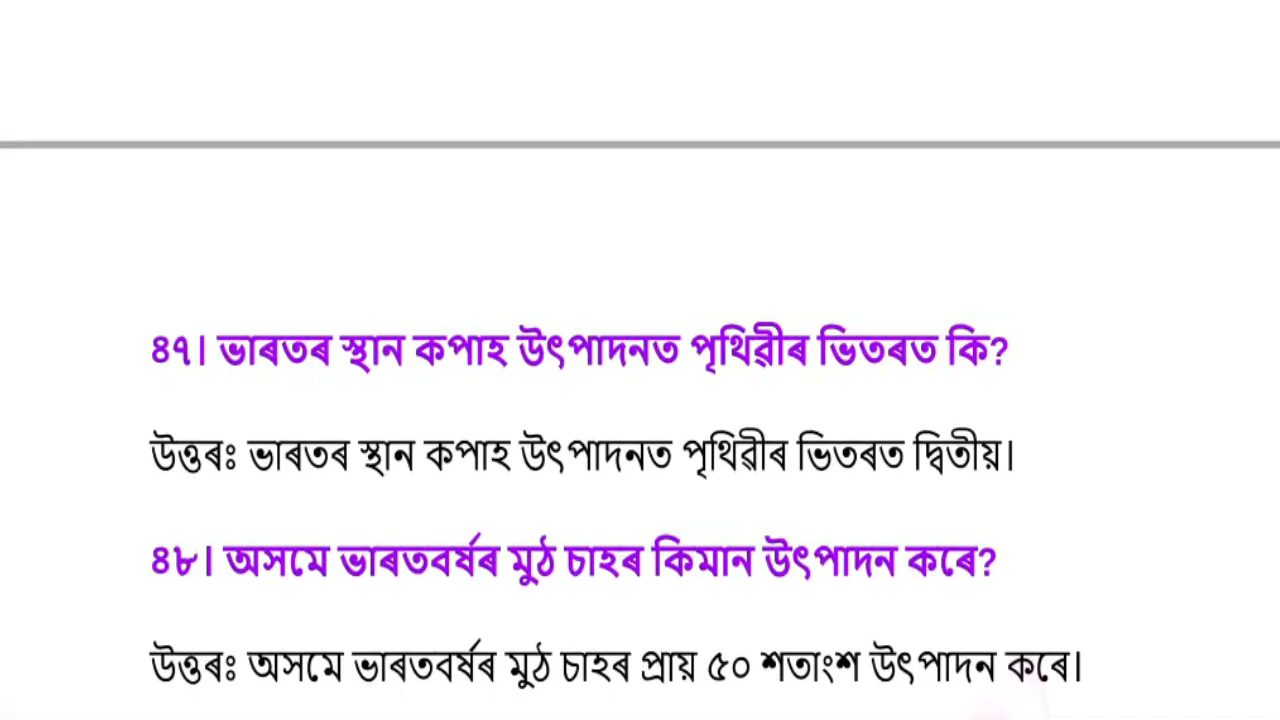 ৪৭। ভাৰতৰ স্থান কপাহ উৎপাদনত পৃথিৱীৰ ভিতৰত কি?
উত্তৰঃ ভাৰতৰ স্থান কপাহ উৎপাদনত পৃথিৱীৰ ভিতৰত দ্বিতীয়।
৪৮। অসমে ভাৰতবৰ্ষৰ মুঠ চাহৰ কিমান উৎপাদন কৰে?
উত্তৰঃ অসমে ভাৰতবৰ্ষৰ মুঠ চাহৰ প্ৰায় ৫০ শতাংশ উৎপাদন কৰে।